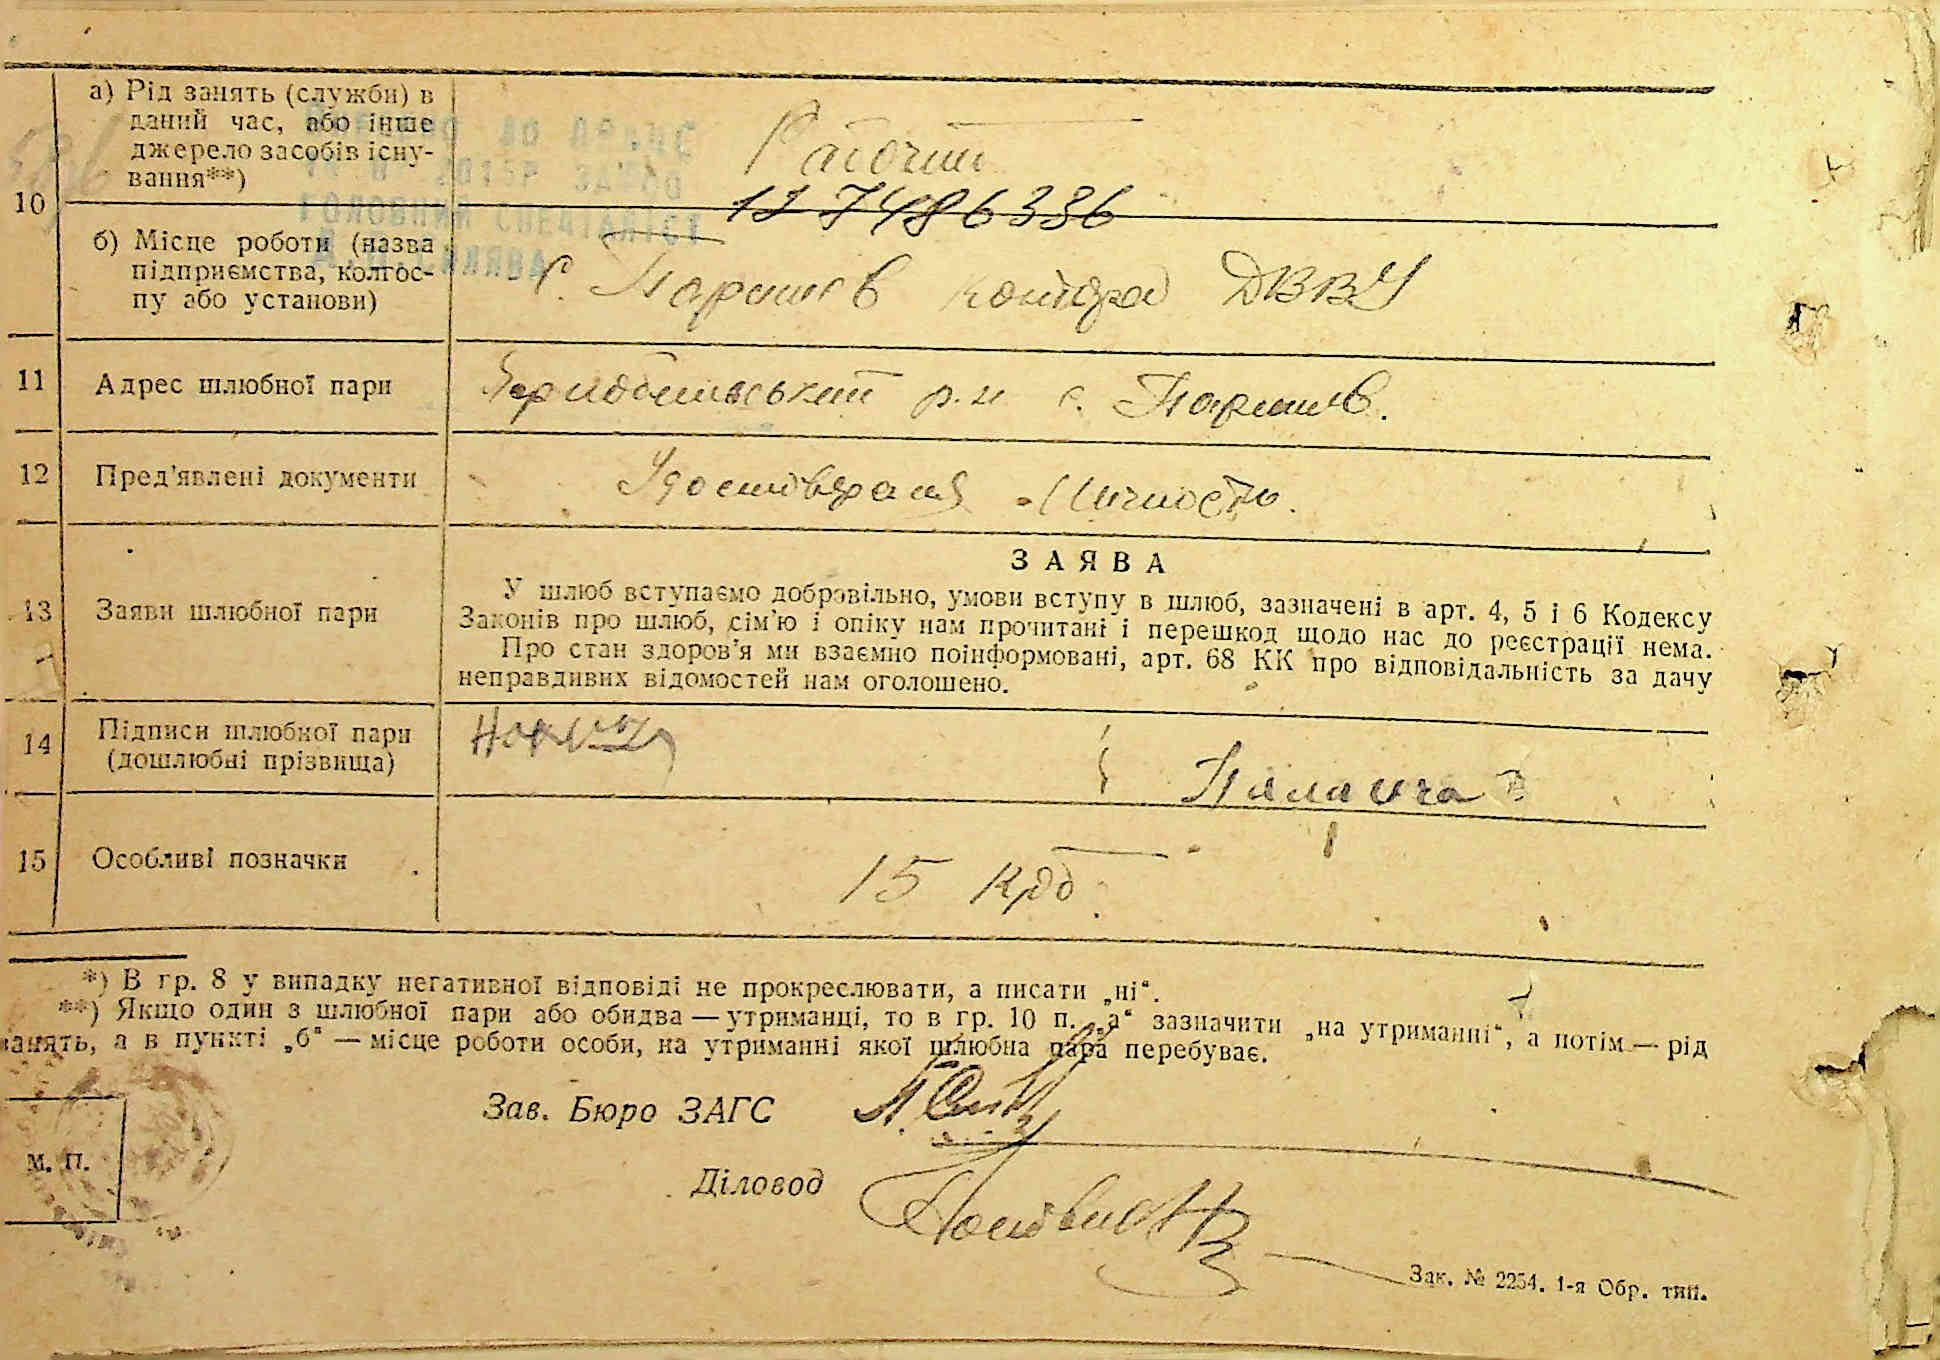 10
а) Рід занять (служби) в
даний час, або інше
джерело засобів існу-
вання**)
Рабочий
127486336
б) Місце роботи (назва
підприємства, колгос-
пу або установи)
с. Паришев контора
11
Адрес шлюбної пари
р-н с. Паришев.
12
Пред'явлені документи
Личность.
13
Заяви шлюбної пари
ЗАЯВА
У шлюб вступаємо добровільно, умови вступу в шлюб, зазначені в арт. 4, 5 і 6 Кодексу
Законів про шлюб, сім'ю і опіку нам прочитані і перешкод щодо нас до реєстрації нема.
Про стан здоров'я ми взаємно поінформовані, арт. 68 КК про відповідальність за дачу
неправдивих відомостей нам оголошено.
14
Підписи шлюбної пари
(дошлюбні прізвища)
15
Особливі позначки
15 крб.
*) В гр. 8 у випадку негативної відповіді не прокреслювати, а писати „ні“.
**) Якщо один з шлюбної пари або обидва — утриманці, то в гр. 10 п. „а“ зазначити „на утриманні“, а потім — рід
занять, а в пункті „б“ — місце роботи особи, на утриманні якої шлюбна пара перебуває.
Зав. Бюро ЗАГС
М. П.
Діловод
Зак. № 2254. 1-я Обр. тип.